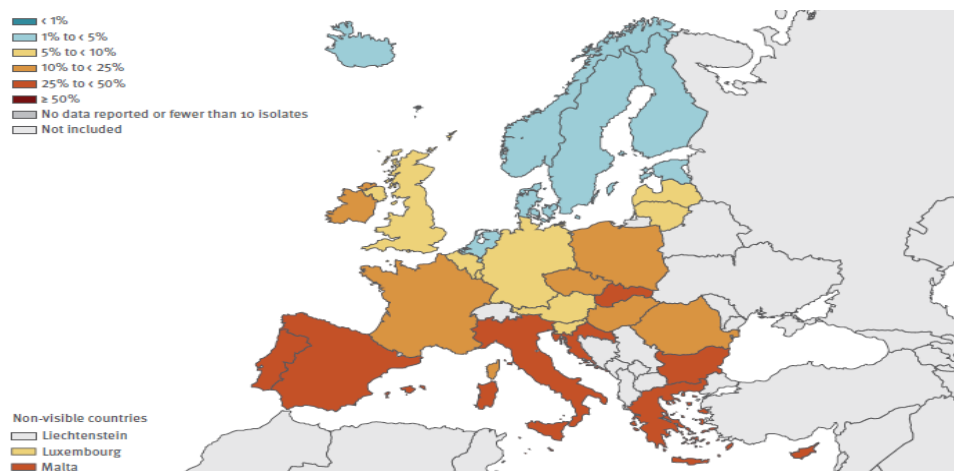 < 1%
1% to < 5%
5% to < 10%
10% to < 25%
25% to < 50%
≥ 50%
No data reported or fewer than 10 isolates
Not included
Non-visible countries
Liechtenstein
Luxembourg
Malta